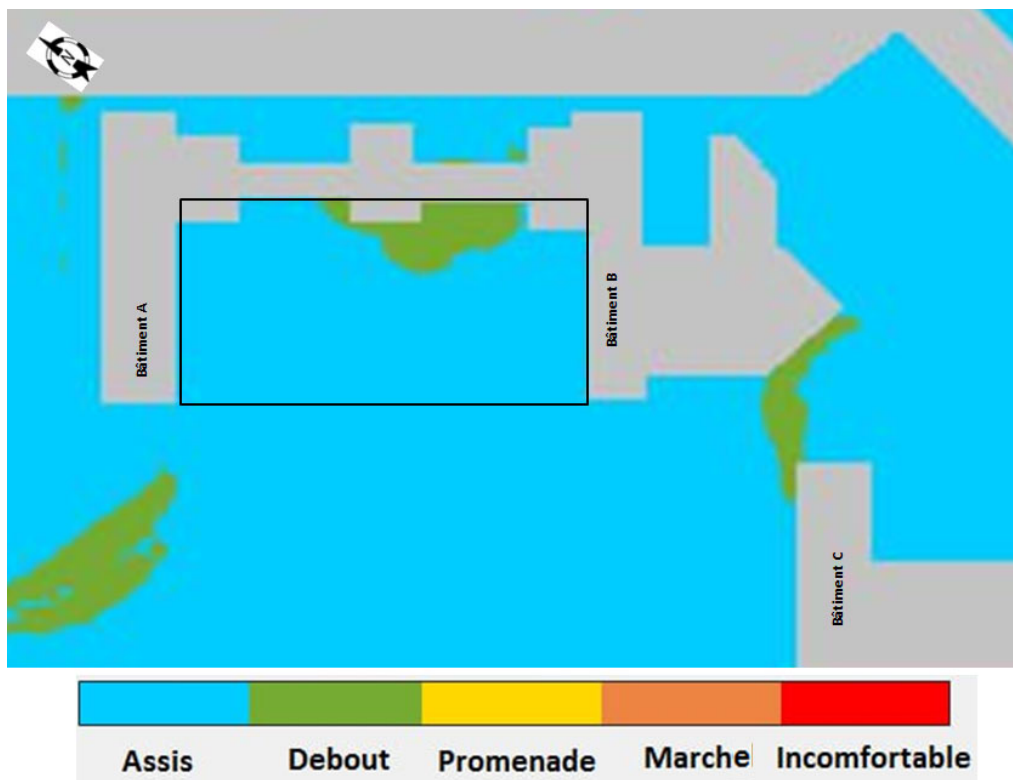 N
Bâtiment A
Bâtiment B
Bâtiment C
Assis Debout Promenade Marche Incomfortable